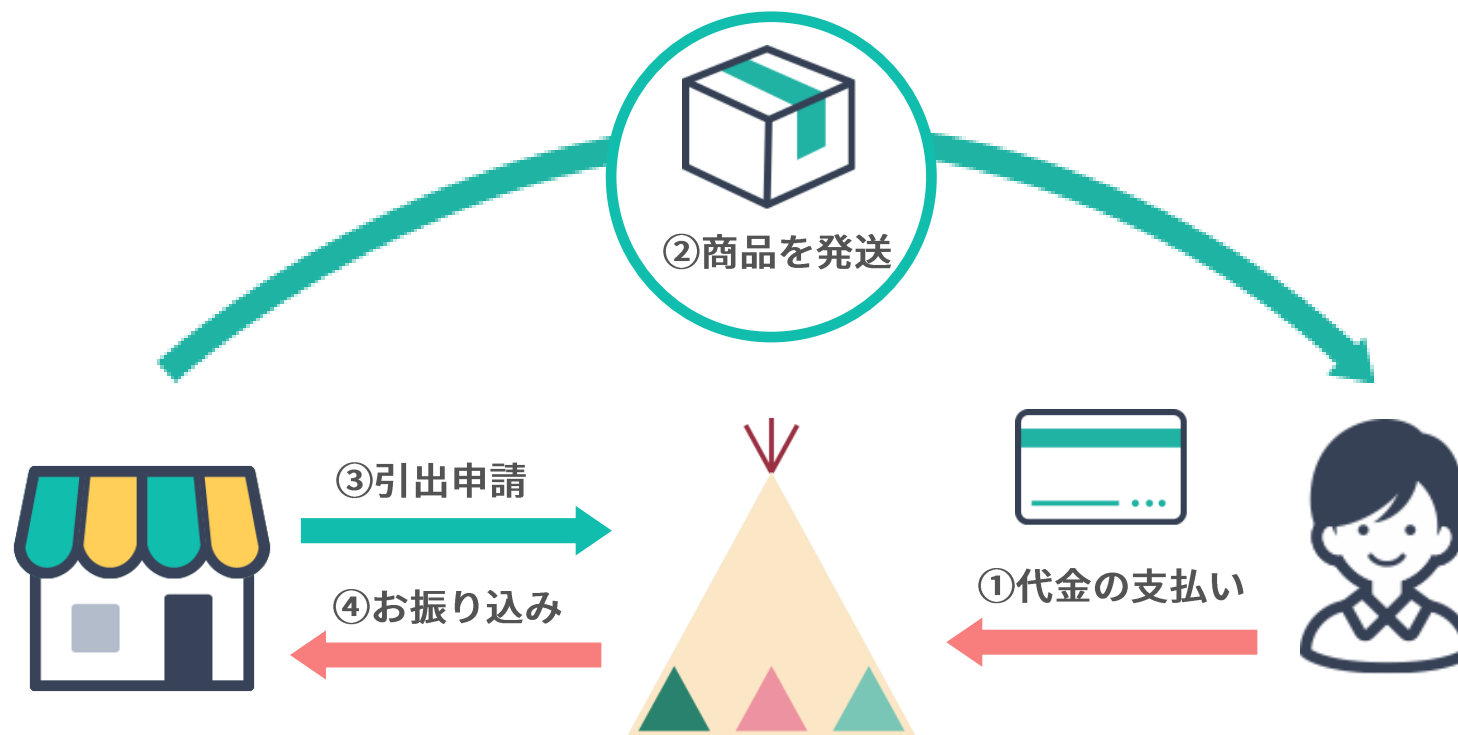 ②商品を発送
③引出申請
④お振り込み
①代金の支払い